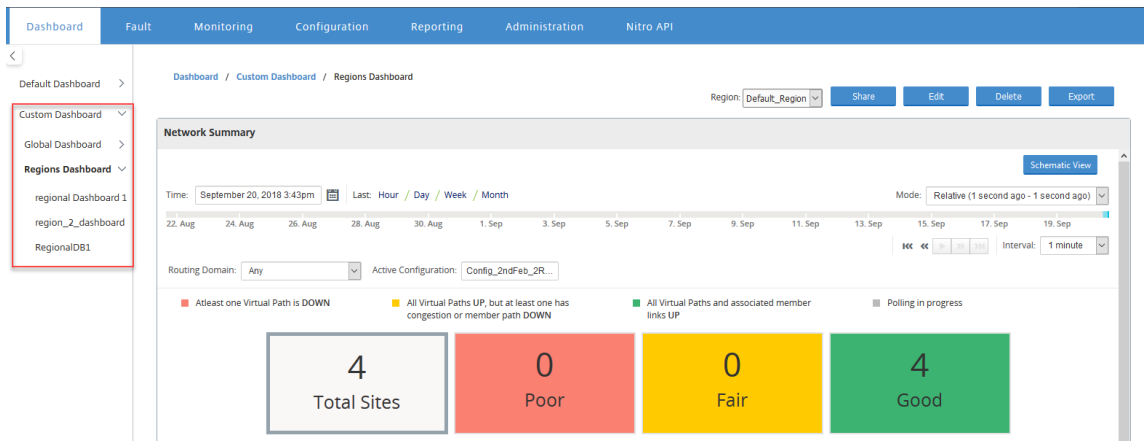 Dashboard Fault Monitoring Configuration Reporting Administration Nitro API
Default Dashboard
Custom Dashboard
Global Dashboard
Regions Dashboard
regional Dashboard 1
region_2_dashboard
RegionalDB1
Dashboard / Custom Dashboard / Regions Dashboard
Region: Default_Region Share Edit Delete Export
Network Summary
Schematic View
Time: September 20, 2018 3:43pm Last: Hour / Day / Week / Month Mode: Relative (1 second ago - 1 second ago)
22. Aug 24. Aug 26. Aug 28. Aug 30. Aug 1. Sep 3. Sep 5. Sep 7. Sep 9. Sep 11. Sep 13. Sep 15. Sep 17. Sep 19. Sep
Interval: 1 minute
Routing Domain: Any Active Configuration: Config_2ndFeb_2R...
Atleast one Virtual Path is DOWN
All Virtual Paths UP, but at least one has
congestion or member path DOWN
All Virtual Paths and associated member
links UP
Polling in progress
4
Total Sites
0
Poor
0
Fair
4
Good